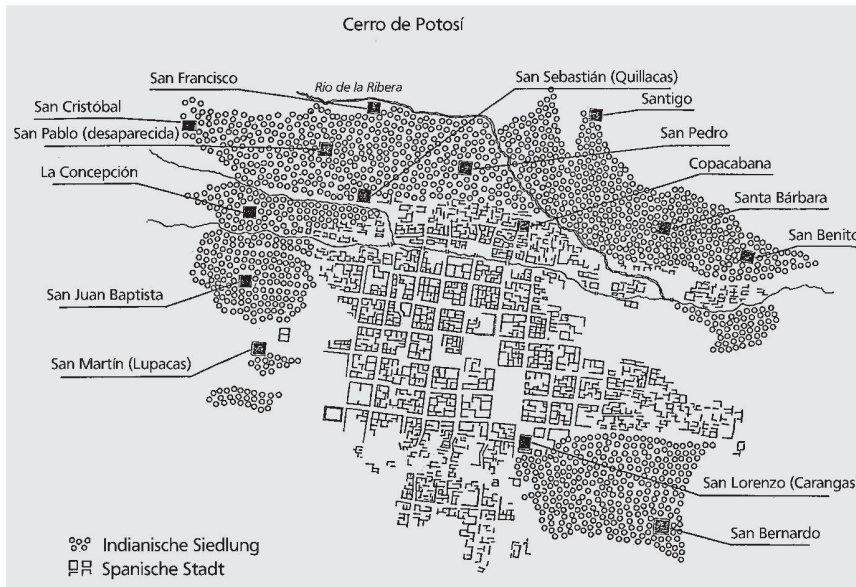 Cerro de Potosí
San Francisco
Río de la Ribera
San Sebastián (Quillacas)
San Cristóbal
Santigo
San Pablo (desaparecida)
San Pedro
La Concepción
Copacabana
Santa Bárbara
San Benito
San Juan Baptista
San Martín (Lupacas)
San Lorenzo (Carangas
San Bernardo
Indianische Siedlung
Spanische Stadt